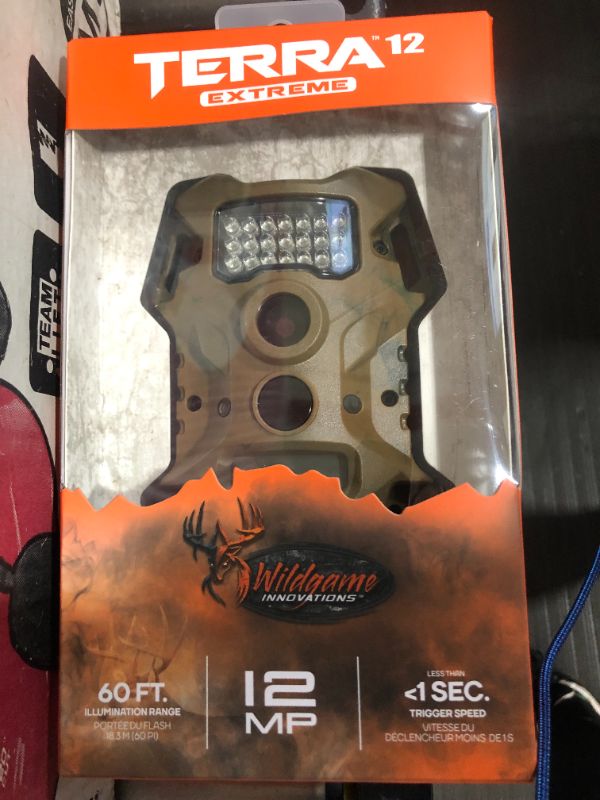 TERRA™ 12
EXTREME
TEAM
Wildgame
INNOVATIONS™
60 FT.
ILLUMINATION RANGE
PORTÉE DU FLASH
18.3 M (60 PI)
12
MP
LESS THAN
<1 SEC.
TRIGGER SPEED
VITESSE DU
DÉCLENCHEUR MOINS DE 1 S